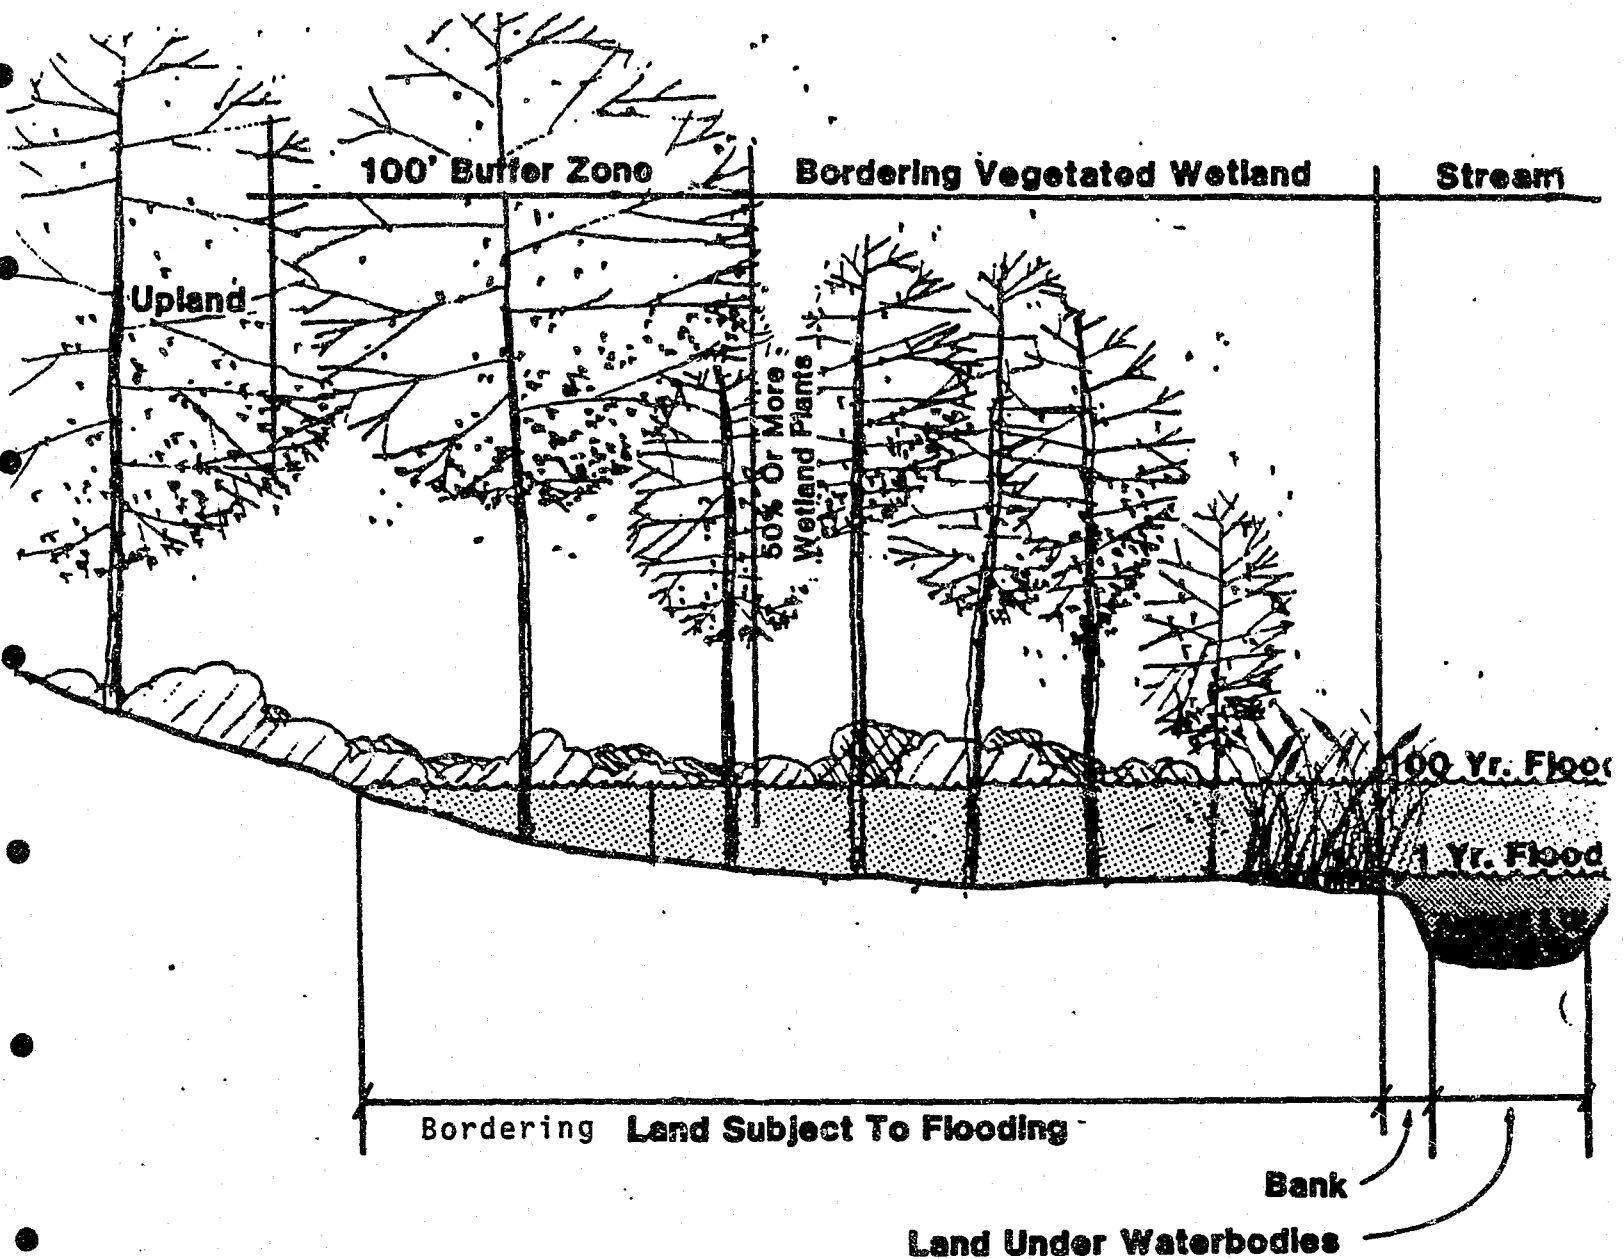 100' Buffer Zone
Bordering Vegetated Wetland
Stream
Upland
50% Or More
Wetland Plants
100 Yr. Flood
1 Yr. Flood
Bordering Land Subject To Flooding
Bank
Land Under Waterbodies